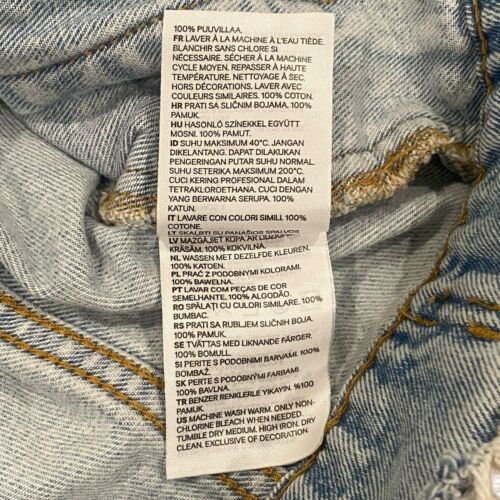 100% PUUVILLAA.
FR LAVER À LA MACHINE À L'EAU TIÈDE.
BLANCHIR SANS CHLORE SI
NÉCESSAIRE. SÉCHER À LA MACHINE
CYCLE MOYEN. REPASSER À HAUTE
TEMPÉRATURE. NETTOYAGE À SEC,
HORS DÉCORATIONS. LAVER AVEC
COULEURS SIMILAIRES. 100% COTON.
HR PRATI SA SLIČNIM BOJAMA. 100%
PAMUK.
HU HASONLÓ SZÍNEKKEL EGYÜTT
MOSNI. 100% PAMUT.
ID SUHU MAKSIMUM 40°C. JANGAN
DIKELANTANG. DAPAT DILAKUKAN
PENGERINGAN PUTAR SUHU NORMAL.
SUHU SETERIKA MAKSIMUM 200°C.
CUCI KERING PROFESIONAL DALAM
TETRAKLOROETHANA. CUCI DENGAN
YANG BERWARNA SERUPA. 100%
KATUN.
IT LAVARE CON COLORI SIMILI. 100%
COTONE.
LT SKALBTI SU PANAŠIOS SPALVOS
LV MAZGĀJIET KOPĀ AR LĪDZĪGĀM
KRĀSĀM. 100% KOKVILNA.
NL WASSEN MET DEZELFDE KLEUREN.
100% KATOEN.
PL PRAĆ Z PODOBNYMI KOLORAMI.
100% BAWEŁNA.
PT LAVAR COM PEÇAS DE COR
SEMELHANTE. 100% ALGODÃO.
RO SPĂLAȚI CU CULORI SIMILARE. 100%
BUMBAC.
RS PRATI SA RUBLJEM SLIČNIH BOJA.
100% PAMUK.
SE TVÄTTAS MED LIKNANDE FÄRGER.
100% BOMULL.
SI PERITE S PODOBNIMI BARVAMI. 100%
BOMBAŽ.
SK PERTE S PODOBNÝMI FARBAMI.
100% BAVLNA.
TR BENZER RENKLERLE YIKAYIN. %100
PAMUK.
US MACHINE WASH WARM. ONLY NON-
CHLORINE BLEACH WHEN NEEDED.
TUMBLE DRY MEDIUM. HIGH IRON. DRY
CLEAN. EXCLUSIVE OF DECORATION.